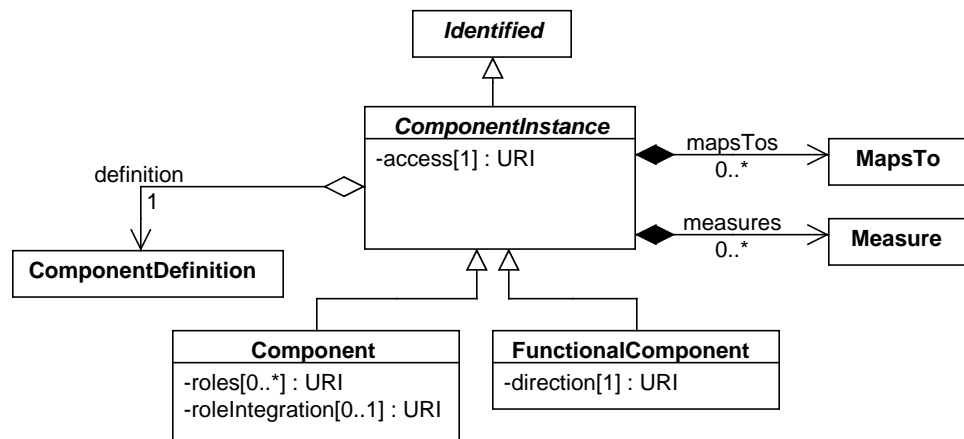 Identified
ComponentInstance
-access[1] : URI
mapsTos
0..*
MapsTo
definition
1
measures
0..*
Measure
ComponentDefinition
Component
-roles[0..*] : URI
-roleIntegration[0..1] : URI
FunctionalComponent
-direction[1] : URI